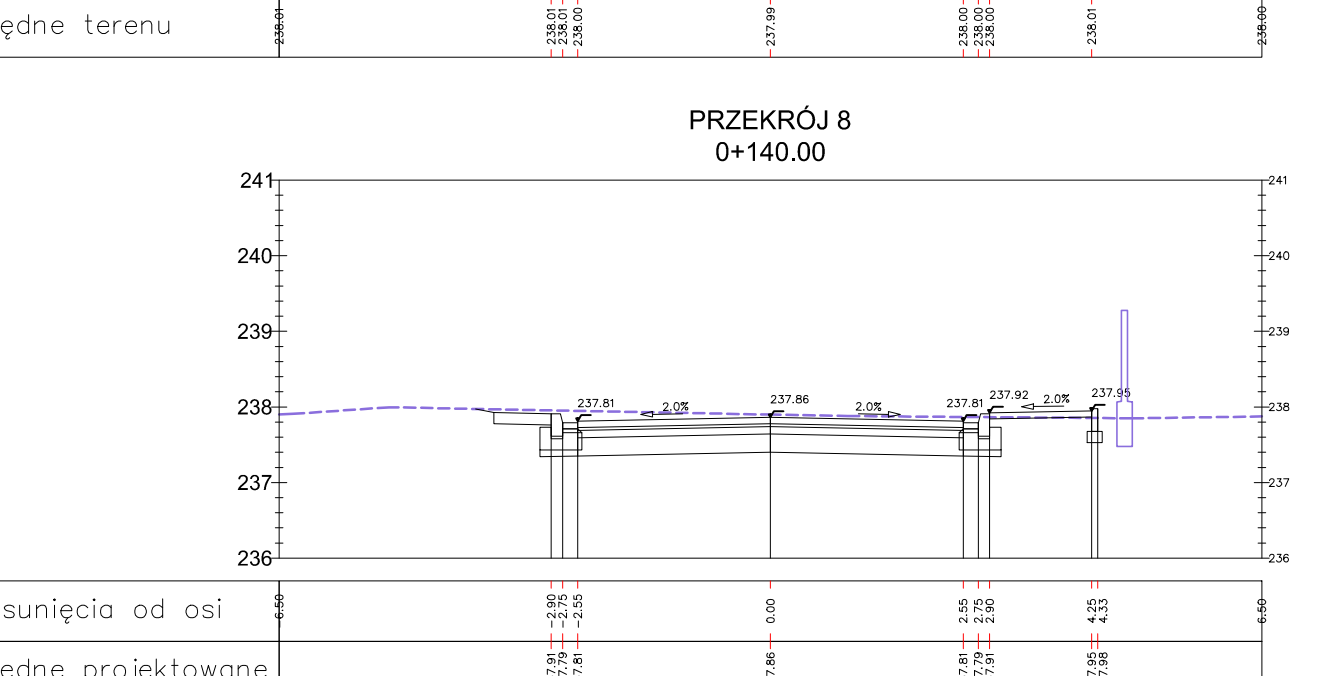 ędne terenu 238.01 238.01 238.01 238.00 237.99 238.00 238.00 238.00 238.01 238.00
PRZEKRÓJ 8
0+140.00
241 241
240 240
239 239
238 237.81 2.0% 237.86 2.0% 237.81 237.92 2.0% 237.95 238
237 237
236 236
sunięcia od osi -6.50 -2.90 -2.75 -2.55 0.00 2.55 2.75 2.90 4.25 4.33 6.50
ędne projektowane 7.91 7.79 7.81 7.86 7.81 7.79 7.91 7.95 7.98